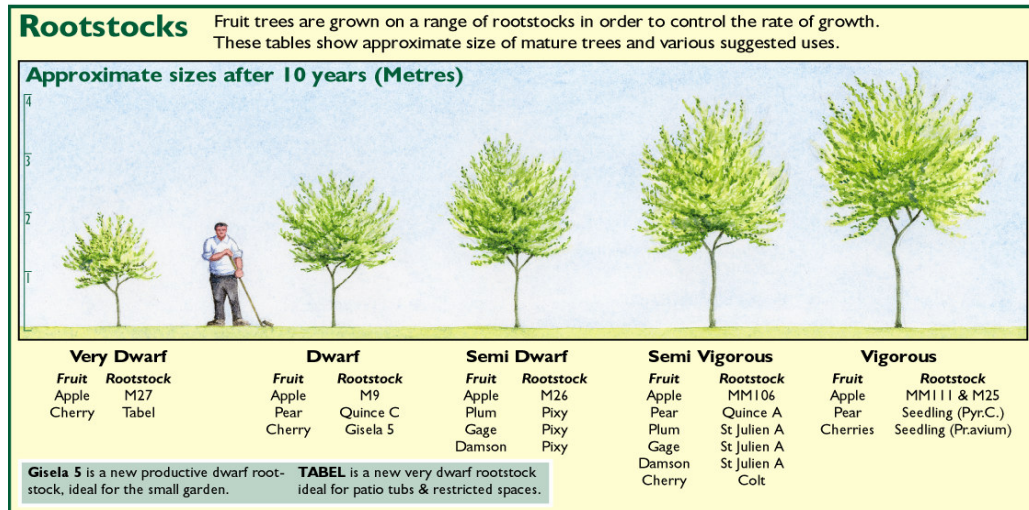 Rootstocks
Fruit trees are grown on a range of rootstocks in order to control the rate of growth.
These tables show approximate size of mature trees and various suggested uses.
Approximate sizes after 10 years (Metres)
4
3
2
1
Very Dwarf
Fruit Rootstock
Apple M27
Cherry Tabel
Dwarf
Fruit Rootstock
Apple M9
Pear Quince C
Cherry Gisela 5
Semi Dwarf
Fruit Rootstock
Apple M26
Plum Pixy
Gage Pixy
Damson Pixy
Semi Vigorous
Fruit Rootstock
Apple MM106
Pear Quince A
Plum St Julien A
Gage St Julien A
Damson St Julien A
Cherry Colt
Vigorous
Fruit Rootstock
Apple MM111 & M25
Pear Seedling (Pyr.C.)
Cherries Seedling (Pr.avium)
Gisela 5 is a new productive dwarf root-
stock, ideal for the small garden.
TABEL is a new very dwarf rootstock
ideal for patio tubs & restricted spaces.